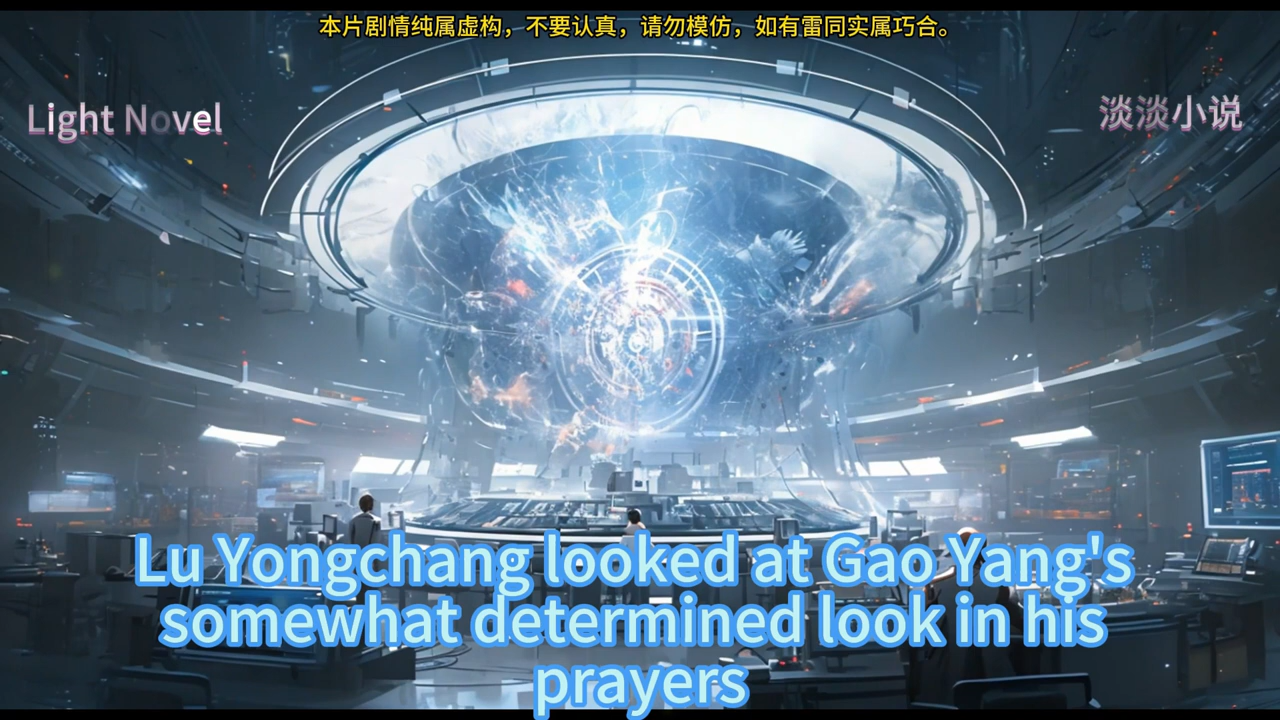 本片剧情纯属虚构，不要认真，请勿模仿，如有雷同实属巧合。
Light Novel
淡淡小说
Lu Yongchang looked at Gao Yang's
somewhat determined look in his
prayers